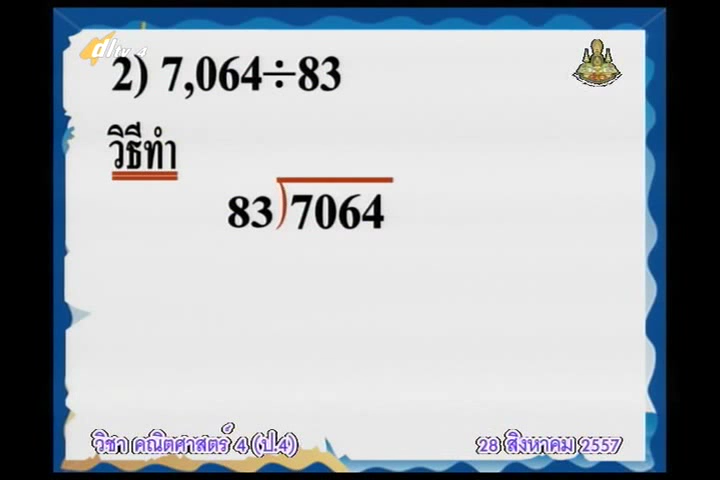 dltv 4
2) 7,064÷83
วิธีทำ
83)7064
วิชา คณิตศาสตร์ 4 (ป.4)
28 สิงหาคม 2557